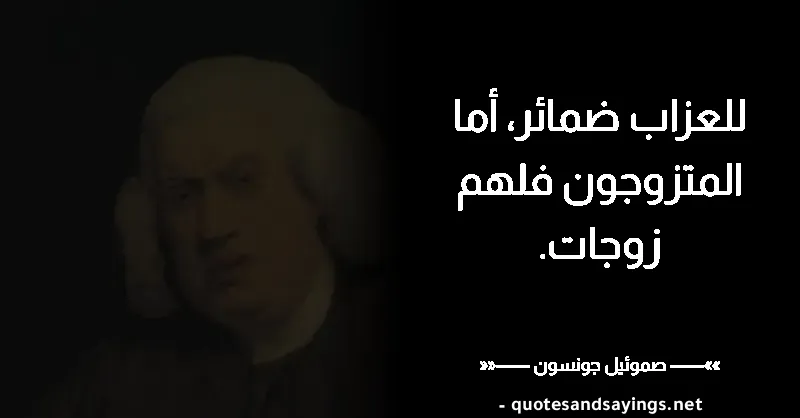 للعزاب ضمائر، أما
المتزوجون فلهم
زوجات.
»»—— صموئيل جونسون ——««
- quotesandsayings.net